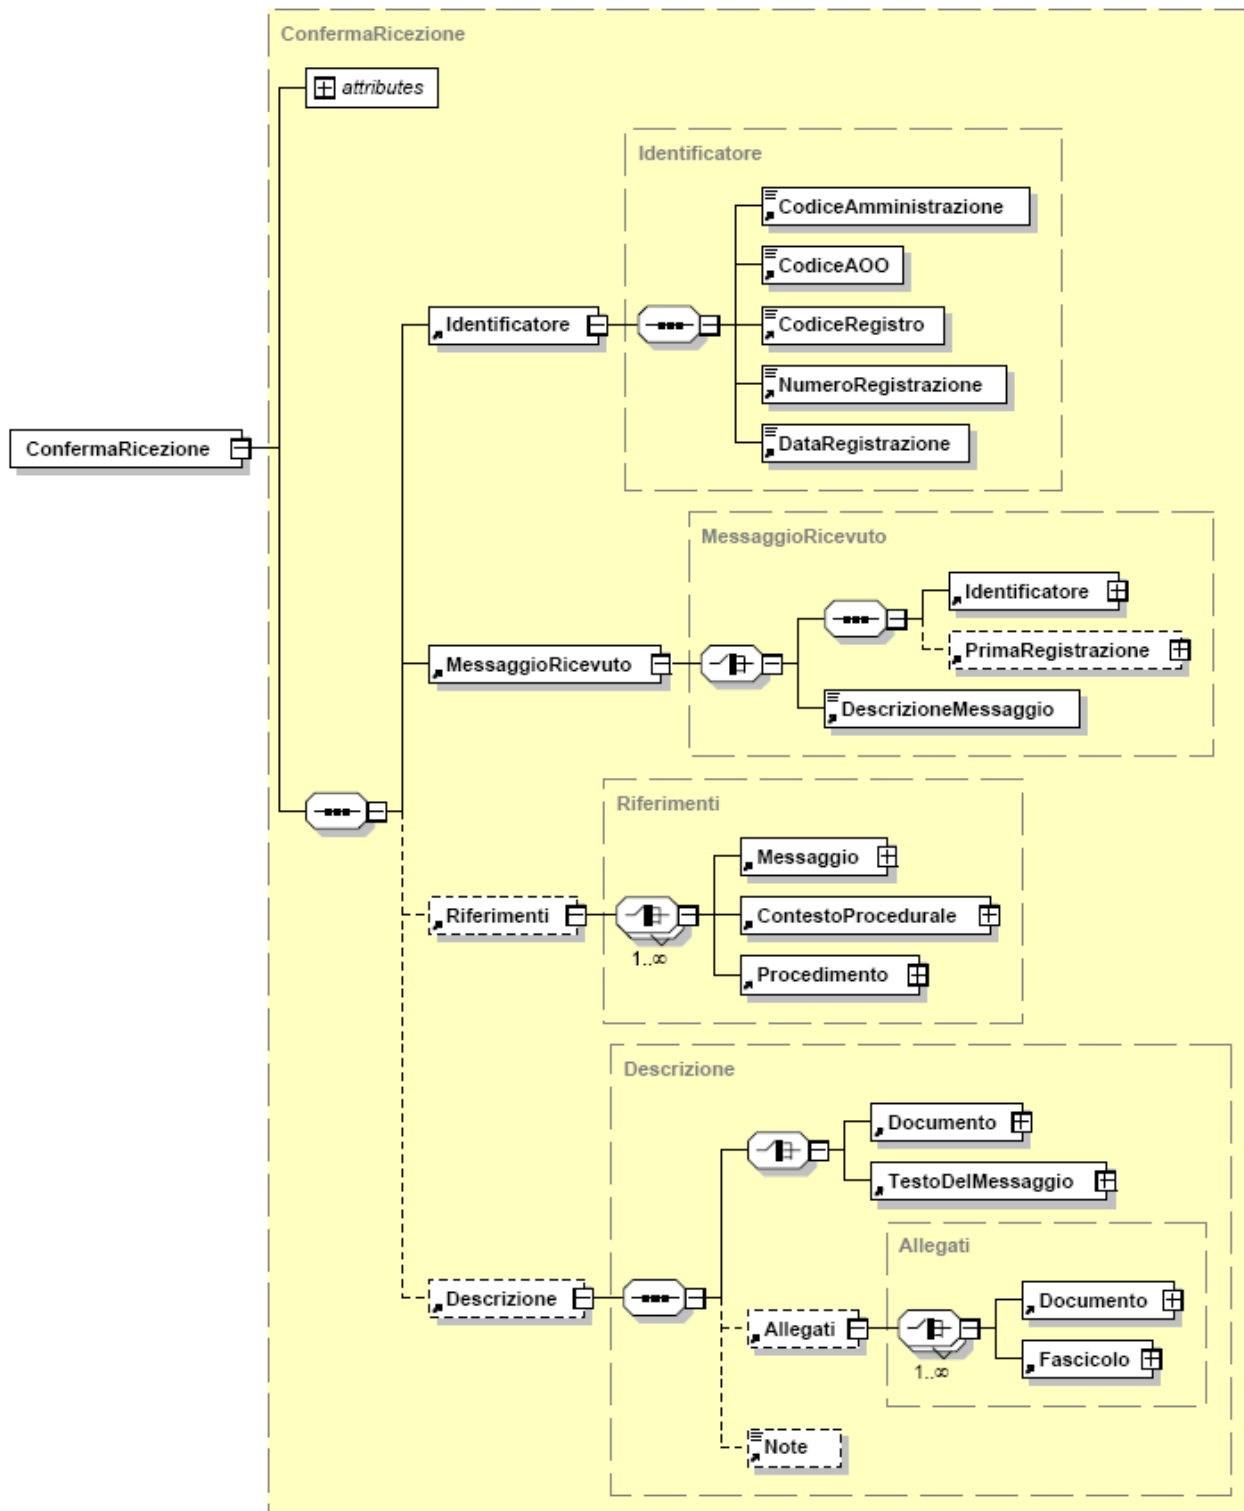 ConfermaRicezione
attributes
Identificatore
CodiceAmministrazione
CodiceAOO
Identificatore
CodiceRegistro
NumeroRegistrazione
ConfermaRicezione
DataRegistrazione
MessaggioRicevuto
Identificatore
MessaggioRicevuto
PrimaRegistrazione
DescrizioneMessaggio
Riferimenti
Messaggio
Riferimenti
ContestoProcedurale
1..∞
Procedimento
Descrizione
Documento
TestoDelMessaggio
Allegati
Descrizione
Documento
Allegati
Fascicolo
1..∞
Note